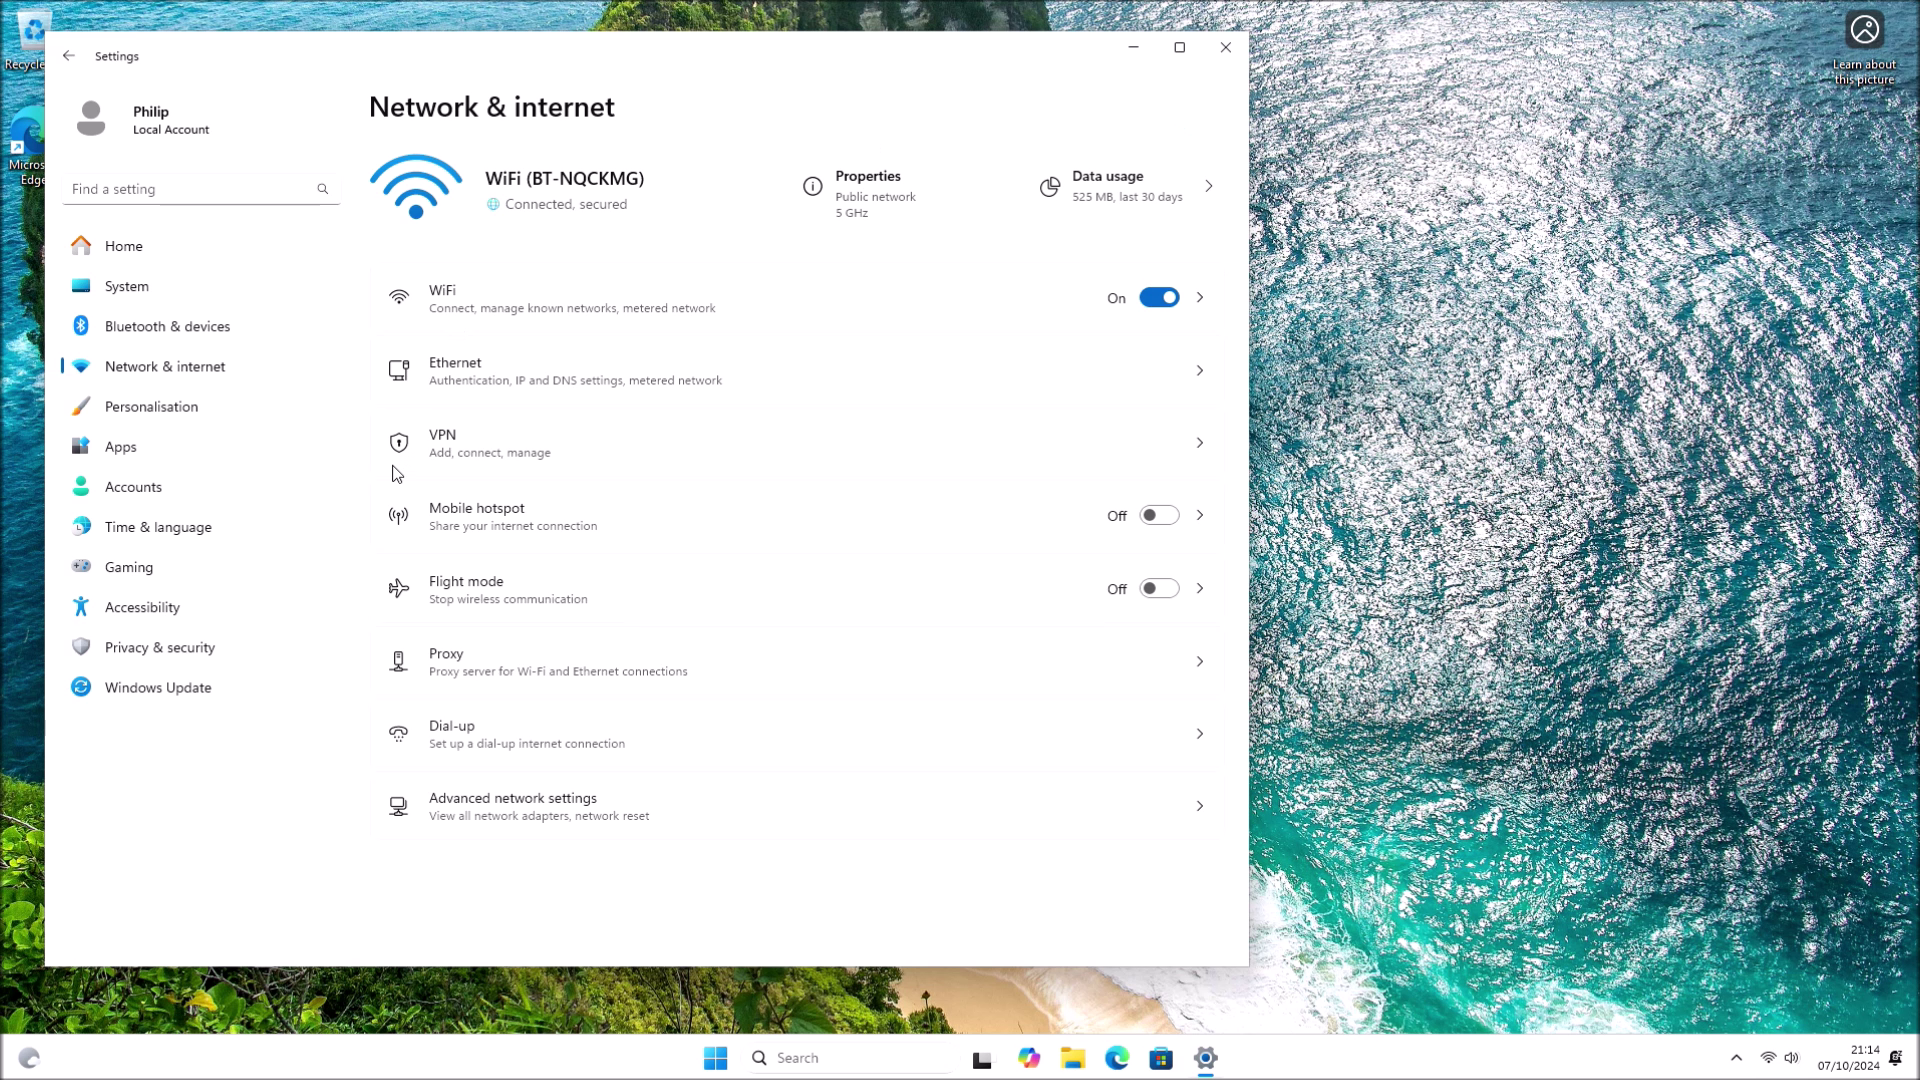 Recycle
Learn about
this picture
Micros
Edge
Settings
Philip
Local Account
Find a setting
Home
System
Bluetooth & devices
Network & internet
Personalisation
Apps
Accounts
Time & language
Gaming
Accessibility
Privacy & security
Windows Update
Network & internet
WiFi (BT-NQCKMG)
Connected, secured
Properties
Public network
5 GHz
Data usage
525 MB, last 30 days
WiFi
Connect, manage known networks, metered network
On
Ethernet
Authentication, IP and DNS settings, metered network
VPN
Add, connect, manage
Mobile hotspot
Share your internet connection
Off
Flight mode
Stop wireless communication
Off
Proxy
Proxy server for Wi-Fi and Ethernet connections
Dial-up
Set up a dial-up internet connection
Advanced network settings
View all network adapters, network reset
Search
21:14
07/10/2024